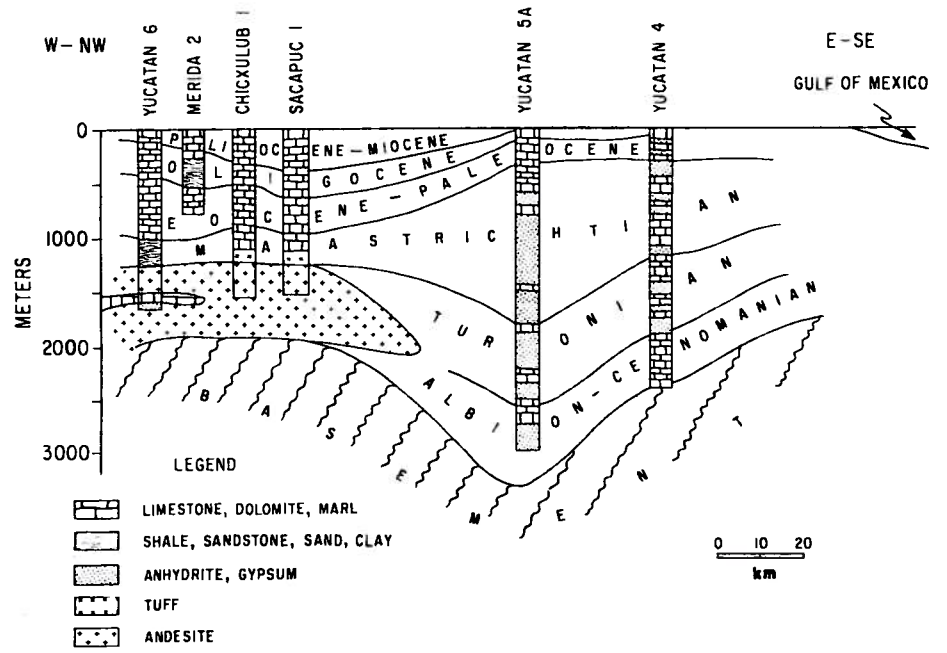 W-NW
YUCATAN 6
MERIDA 2
CHICXULUB 1
SACAPUC 1
YUCATAN 5A
YUCATAN 4
E-SE
GULF OF MEXICO
0
1000
2000
3000
METERS
PLIOCENE-MIOCENE
OLIGOCENE
EOCENE-PALEOCENE
MAASTRICHTIAN
TURONIAN
ALBION-CENOMANIAN
BASEMENT
LEGEND
LIMESTONE, DOLOMITE, MARL
SHALE, SANDSTONE, SAND, CLAY
ANHYDRITE, GYPSUM
TUFF
ANDESITE
0 10 20
km